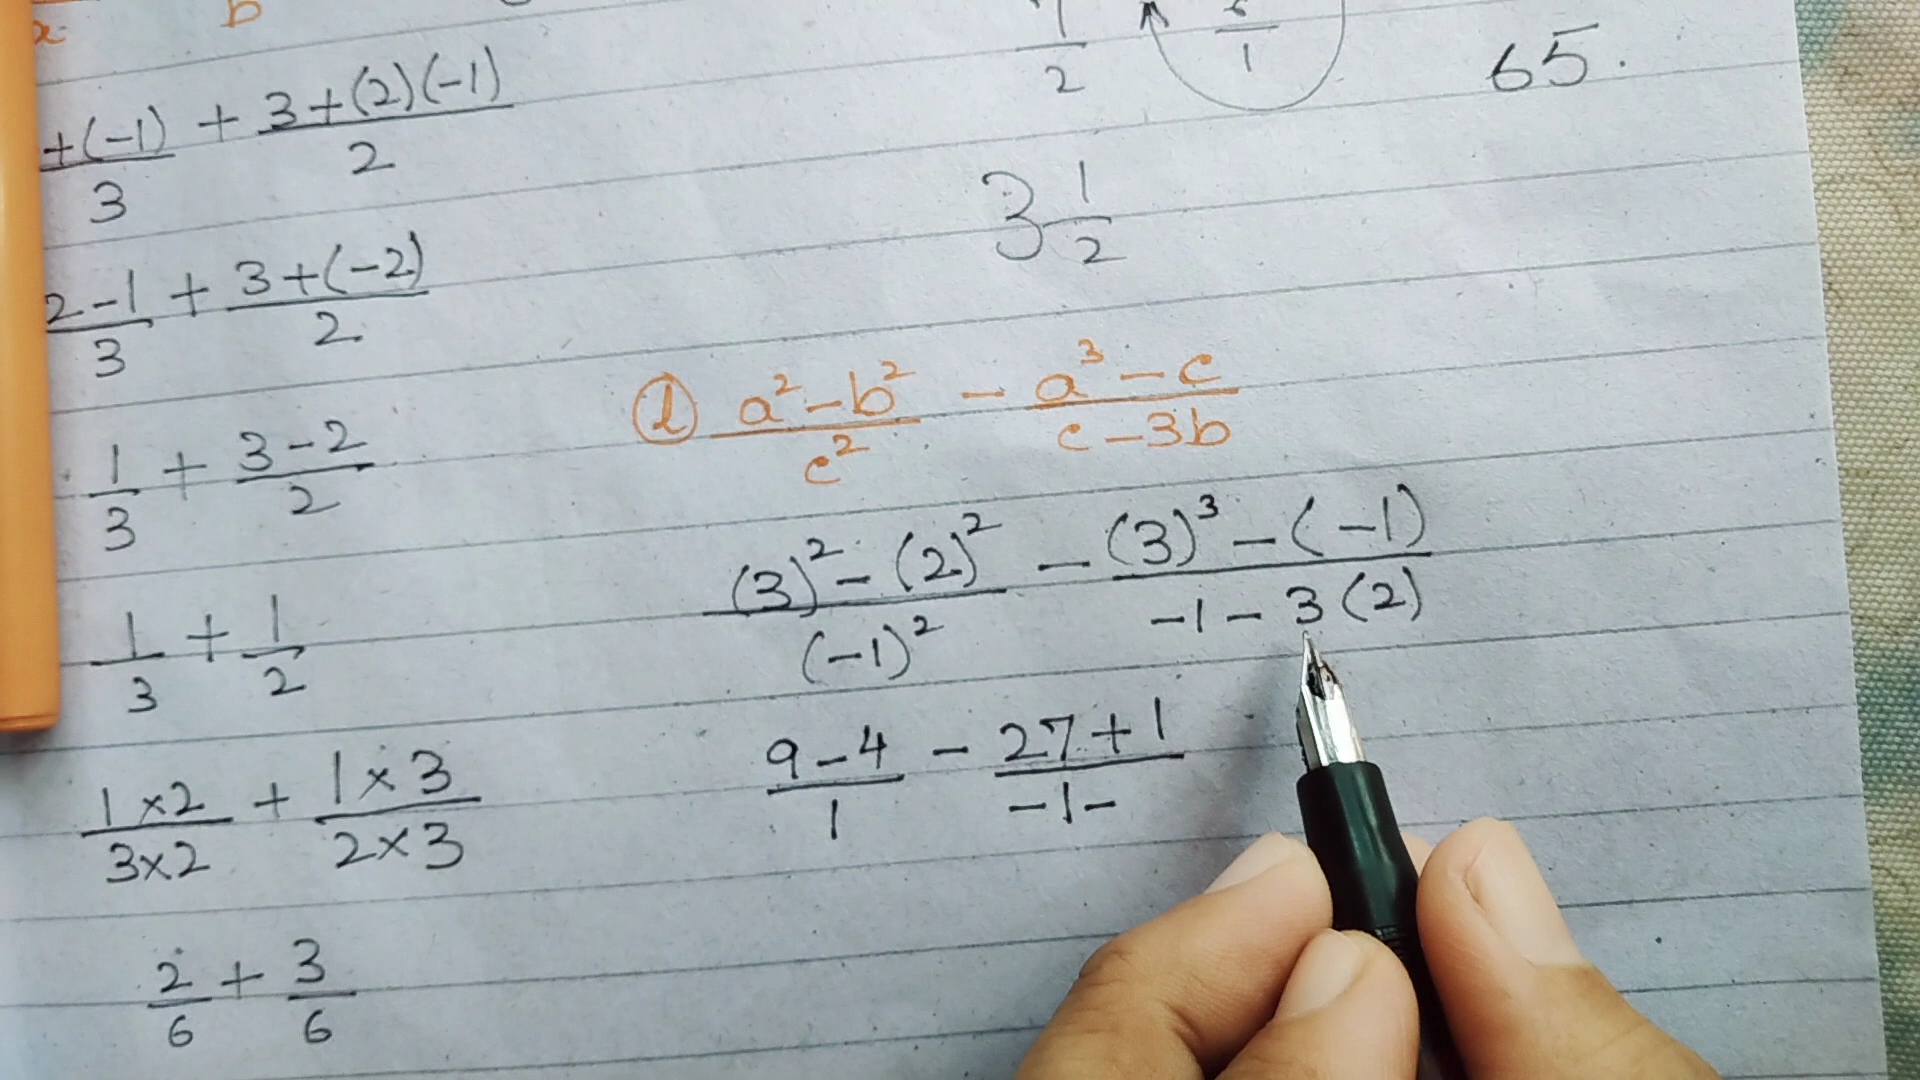 b
+(-1)/3 + 3+(2)(-1)/2
2-1/3 + 3+(-2)/2
1/3 + 3-2/2
1/3 + 1/2
1×2/3×2 + 1×3/2×3
2/6 + 3/6
/2
/1
65.
3 1/2
a²-b²/c² - a³-c/c-3b
(3)²-(2)²/(-1)² - (3)³-(-1)/-1-3(2)
9-4/1 - 27+1/-1-